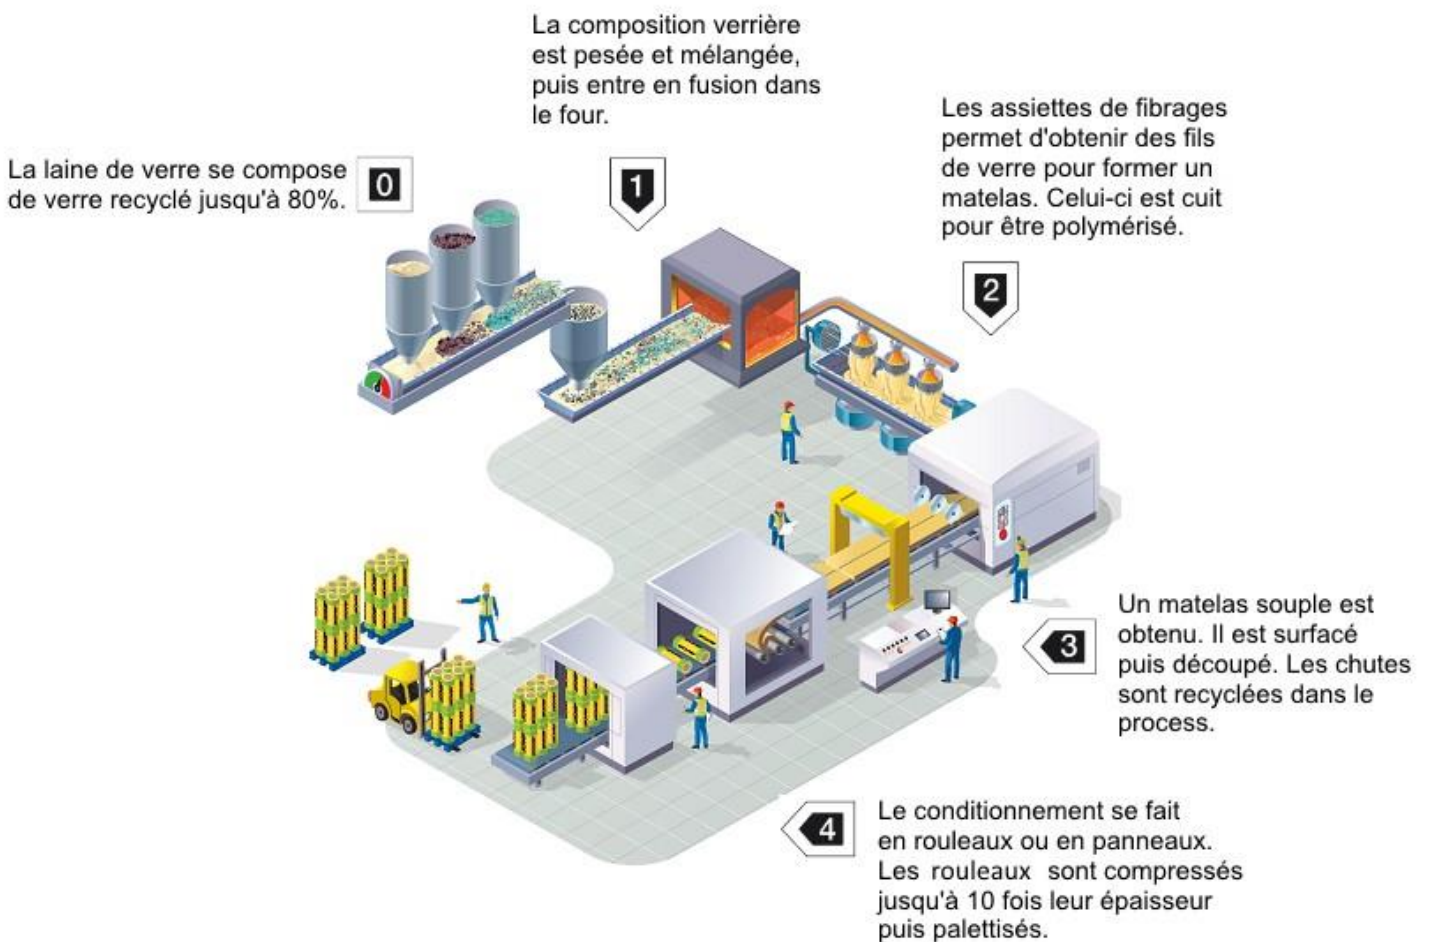 La laine de verre se compose
de verre recyclé jusqu'à 80%.
0
La composition verrière
est pesée et mélangée,
puis entre en fusion dans
le four.
1
Les assiettes de fibrages
permet d'obtenir des fils
de verre pour former un
matelas. Celui-ci est cuit
pour être polymérisé.
2
3
Un matelas souple est
obtenu. Il est surfacé
puis découpé. Les chutes
sont recyclées dans le
process.
4
Le conditionnement se fait
en rouleaux ou en panneaux.
Les rouleaux sont compressés
jusqu'à 10 fois leur épaisseur
puis palettisés.